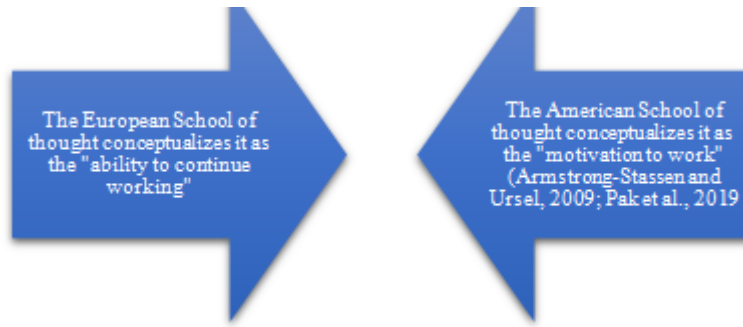 The European School of
thought conceptualizes it as
the "ability to continue
working"
The American School of
thought conceptualizes it as
the "motivation to work"
(Armstrong-Stassen and
Ursel, 2009; Pak et al., 2019